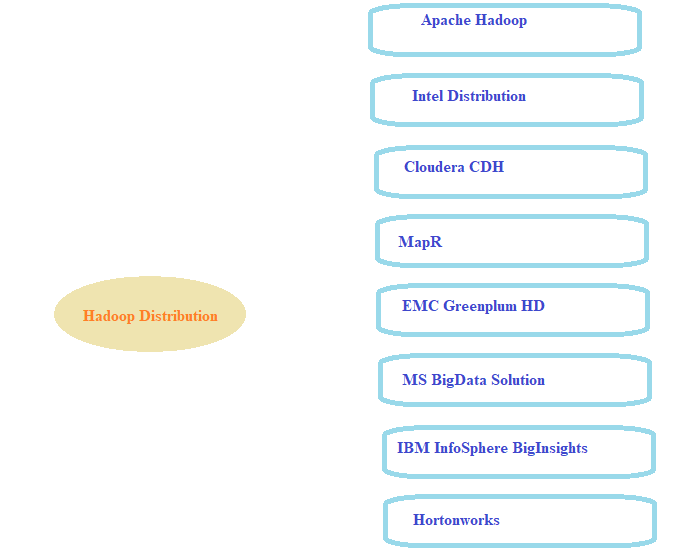 Apache Hadoop
Intel Distribution
Cloudera CDH
MapR
Hadoop Distribution
EMC Greenplum HD
MS BigData Solution
IBM InfoSphere BigInsights
Hortonworks